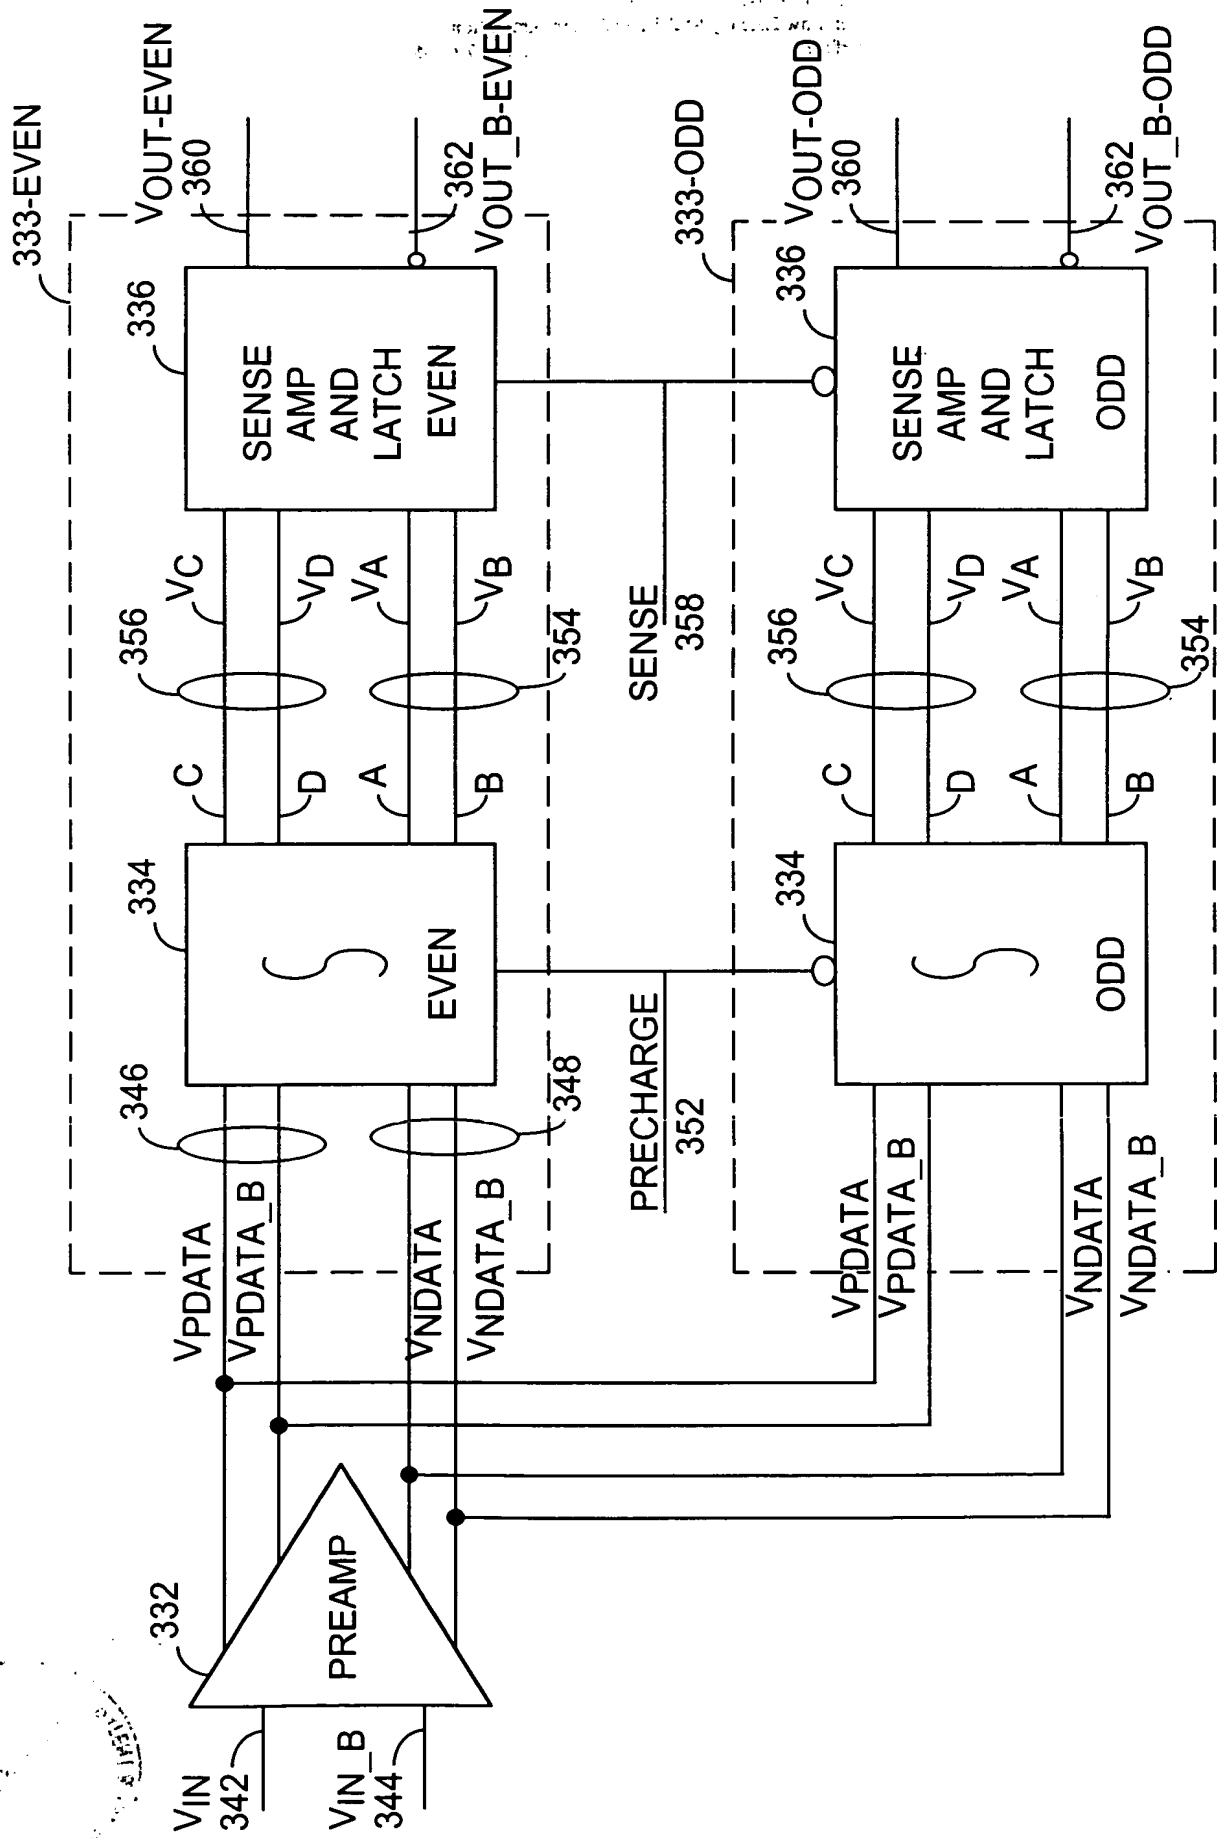 333-EVEN
VOUT-EVEN
360
336
SENSE
AMP
AND
LATCH
EVEN
362
VOUT_B-EVEN
356
VC
VD
VA
VB
354
C
D
A
B
334
EVEN
346
348
VPDATA
VPDATA_B
VNDATA
VNDATA_B
332
PREAMP
VIN
342
VIN_B
344
SENSE
358
PRECHARGE
352
333-ODD
VOUT-ODD
360
336
SENSE
AMP
AND
LATCH
ODD
362
VOUT_B-ODD
356
VC
VD
VA
VB
354
C
D
A
B
334
ODD
VPDATA
VPDATA_B
VNDATA
VNDATA_B